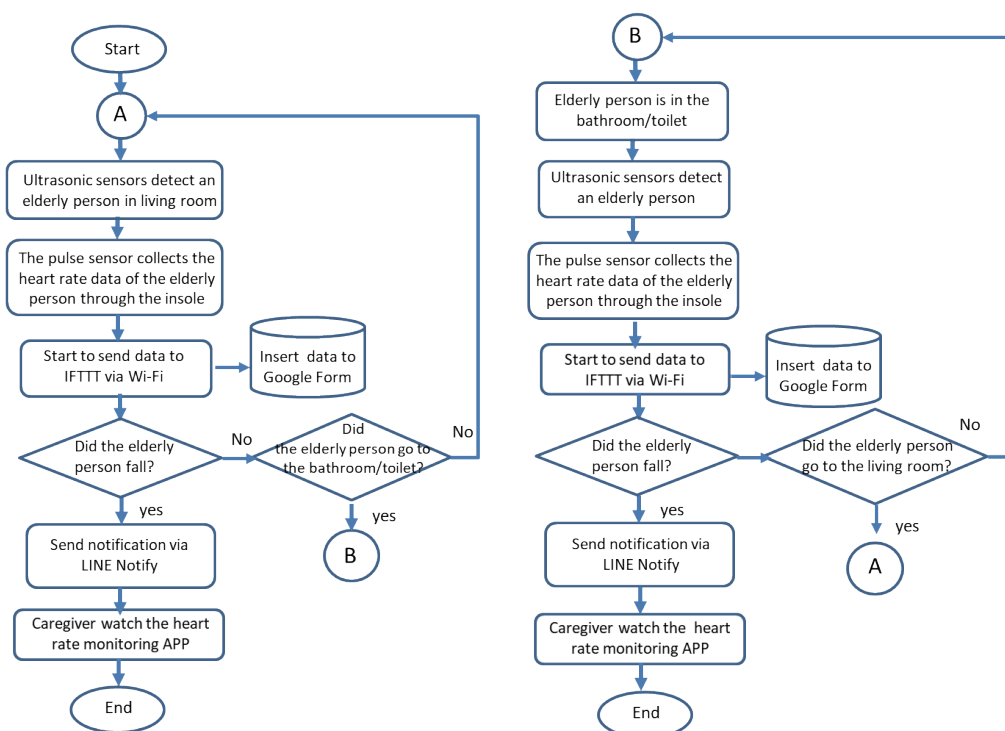 Start
A
Ultrasonic sensors detect an
elderly person in living room
The pulse sensor collects the
heart rate data of the elderly
person through the insole
Start to send data to
IFTTT via Wi-Fi
Insert data to
Google Form
Did the elderly
person fall?
No
Did
the elderly person go to
the bathroom/toilet?
No
yes
yes
Send notification via
LINE Notify
B
Caregiver watch the heart
rate monitoring APP
End
B
Elderly person is in the
bathroom/toilet
Ultrasonic sensors detect
an elderly person
The pulse sensor collects the
heart rate data of the elderly
person through the insole
Start to send data to
IFTTT via Wi-Fi
Insert data to
Google Form
Did the elderly
person fall?
Did the elderly person
go to the living room?
No
yes
yes
Send notification via
LINE Notify
A
Caregiver watch the heart
rate monitoring APP
End